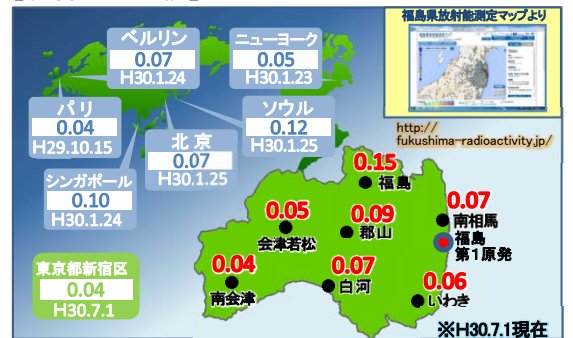 福島県放射能測定マップより
ベルリン
0.07
H30.1.24
ニューヨーク
0.05
H30.1.23
パリ
0.04
H29.10.15
北京
0.07
H30.1.25
ソウル
0.12
H30.1.25
シンガポール
0.10
H30.1.24
http://
fukushima-radioactivity.jp/
0.15
福島
0.05
会津若松
0.09
郡山
0.07
南相馬
福島
第1原発
0.04
南会津
0.07
白河
0.06
いわき
東京都新宿区
0.04
H30.7.1
※H30.7.1現在